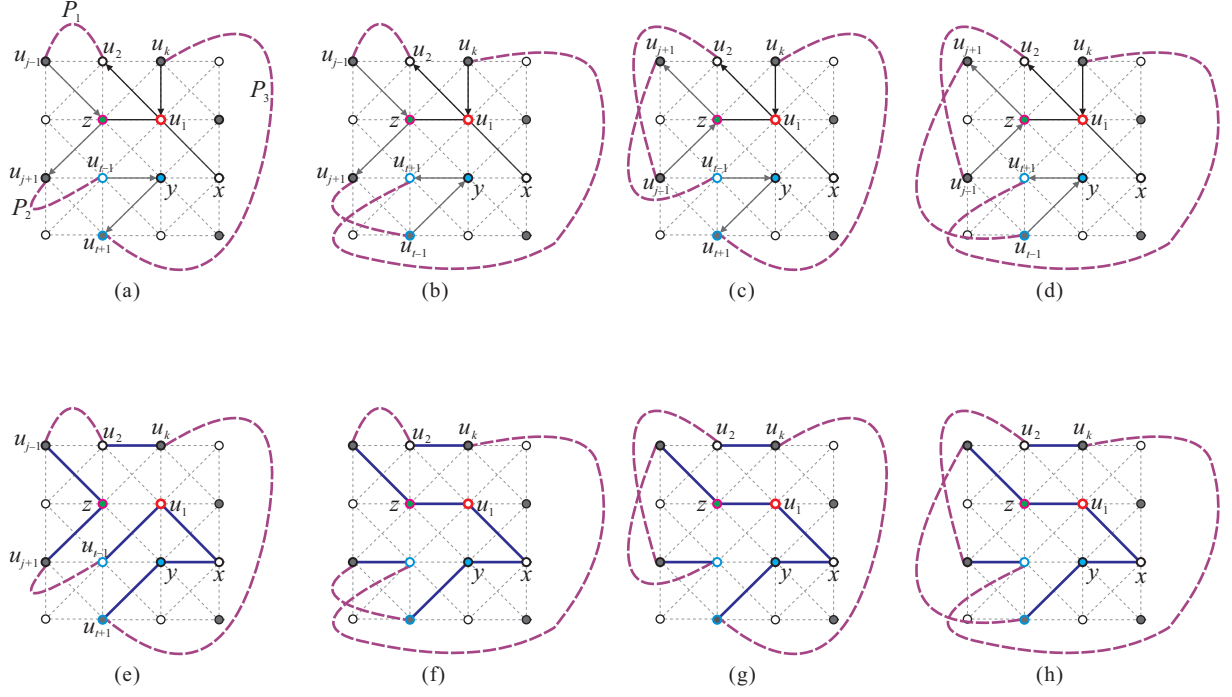 P₁
uⱼ₋₁ u₂ uₖ uⱼ₋₁ u₂ uₖ uⱼ₊₁ u₂ uₖ uⱼ₊₁ u₂ uₖ
P₃
z u₁ z u₁ z u₁ z u₁
uⱼ₊₁ uₜ₋₁ y x uⱼ₊₁ uₜ₊₁ y x uⱼ₋₁ uₜ₋₁ y x uⱼ₋₁ uₜ₊₁ y x
P₂
uₜ₊₁ uₜ₋₁ uₜ₊₁ uₜ₋₁
(a) (b) (c) (d)
uⱼ₋₁ u₂ uₖ u₂ uₖ u₂ uₖ u₂ uₖ
z u₁ z u₁ z u₁ z u₁
uⱼ₊₁ uₜ₋₁ y x y x y x y x
uₜ₊₁
(e) (f) (g) (h)